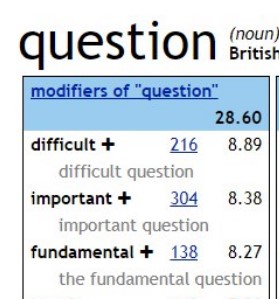 question (noun)
British
modifiers of "question"
28.60
difficult + 216 8.89
difficult question
important + 304 8.38
important question
fundamental + 138 8.27
the fundamental question